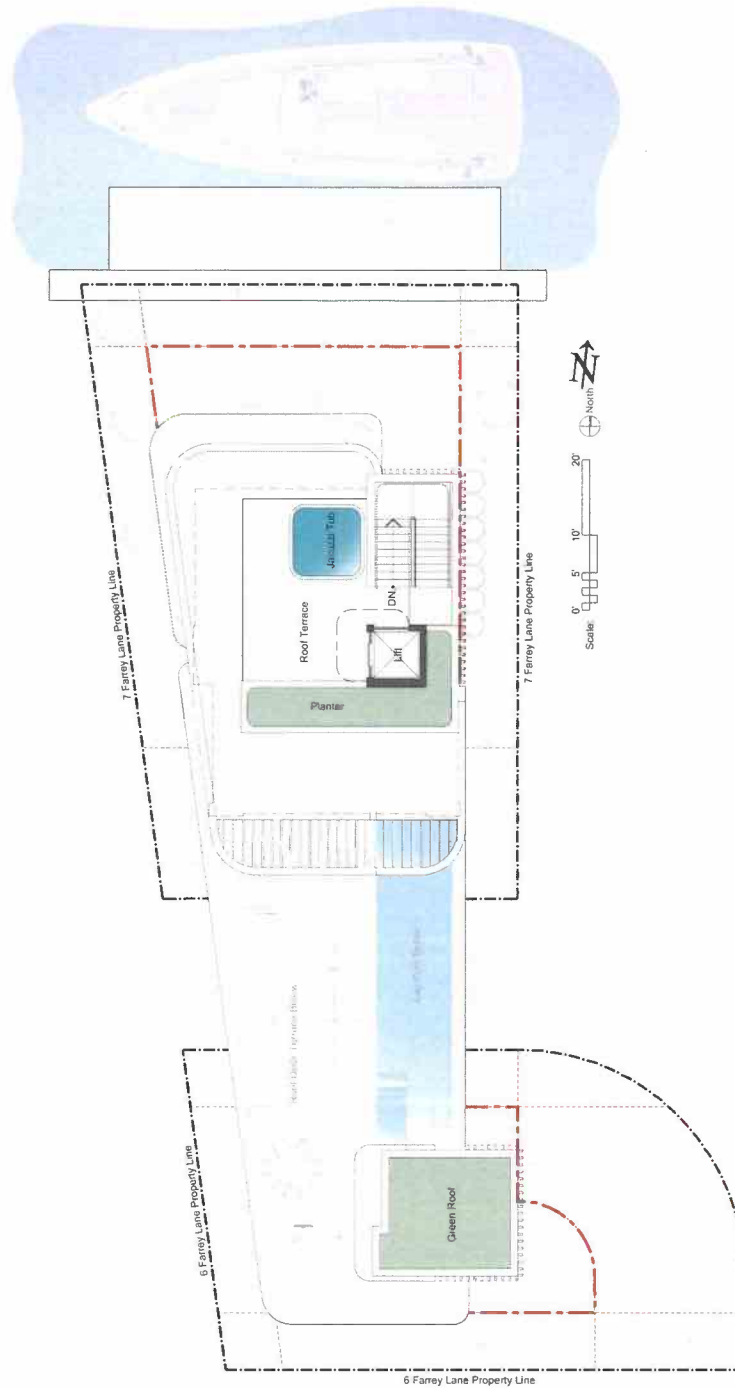 7 Farrey Lane Property Line
Jacuzzi Tub
Roof Terrace
DN.
Lift
Planter
7 Farrey Lane Property Line
N
North
20'
10'
5'
0'
Scale:
6 Farrey Lane Property Line
Green Roof
6 Farrey Lane Property Line